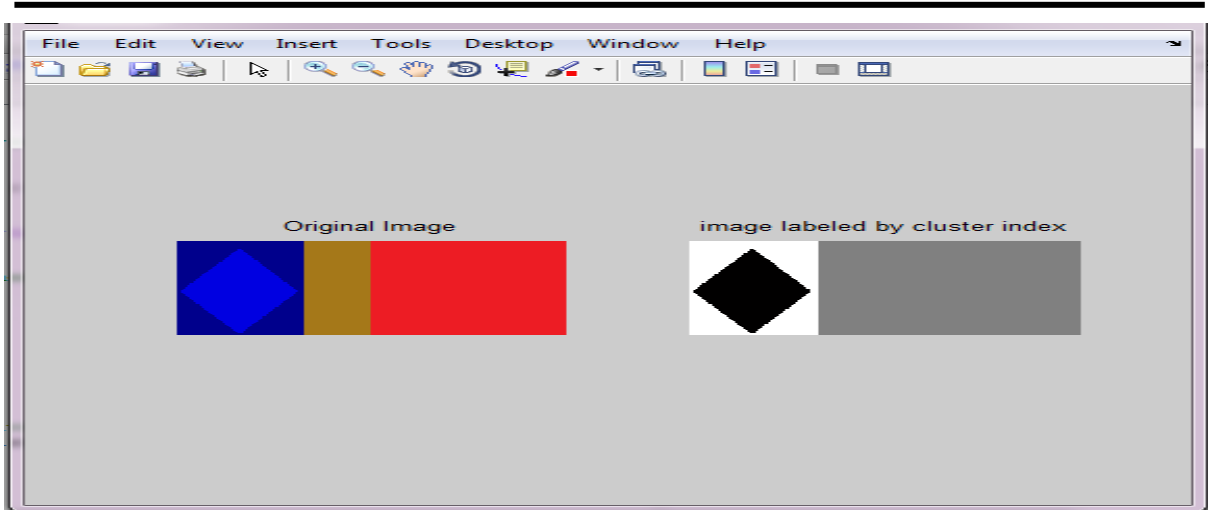 File Edit View Insert Tools Desktop Window Help
Original Image
image labeled by cluster index